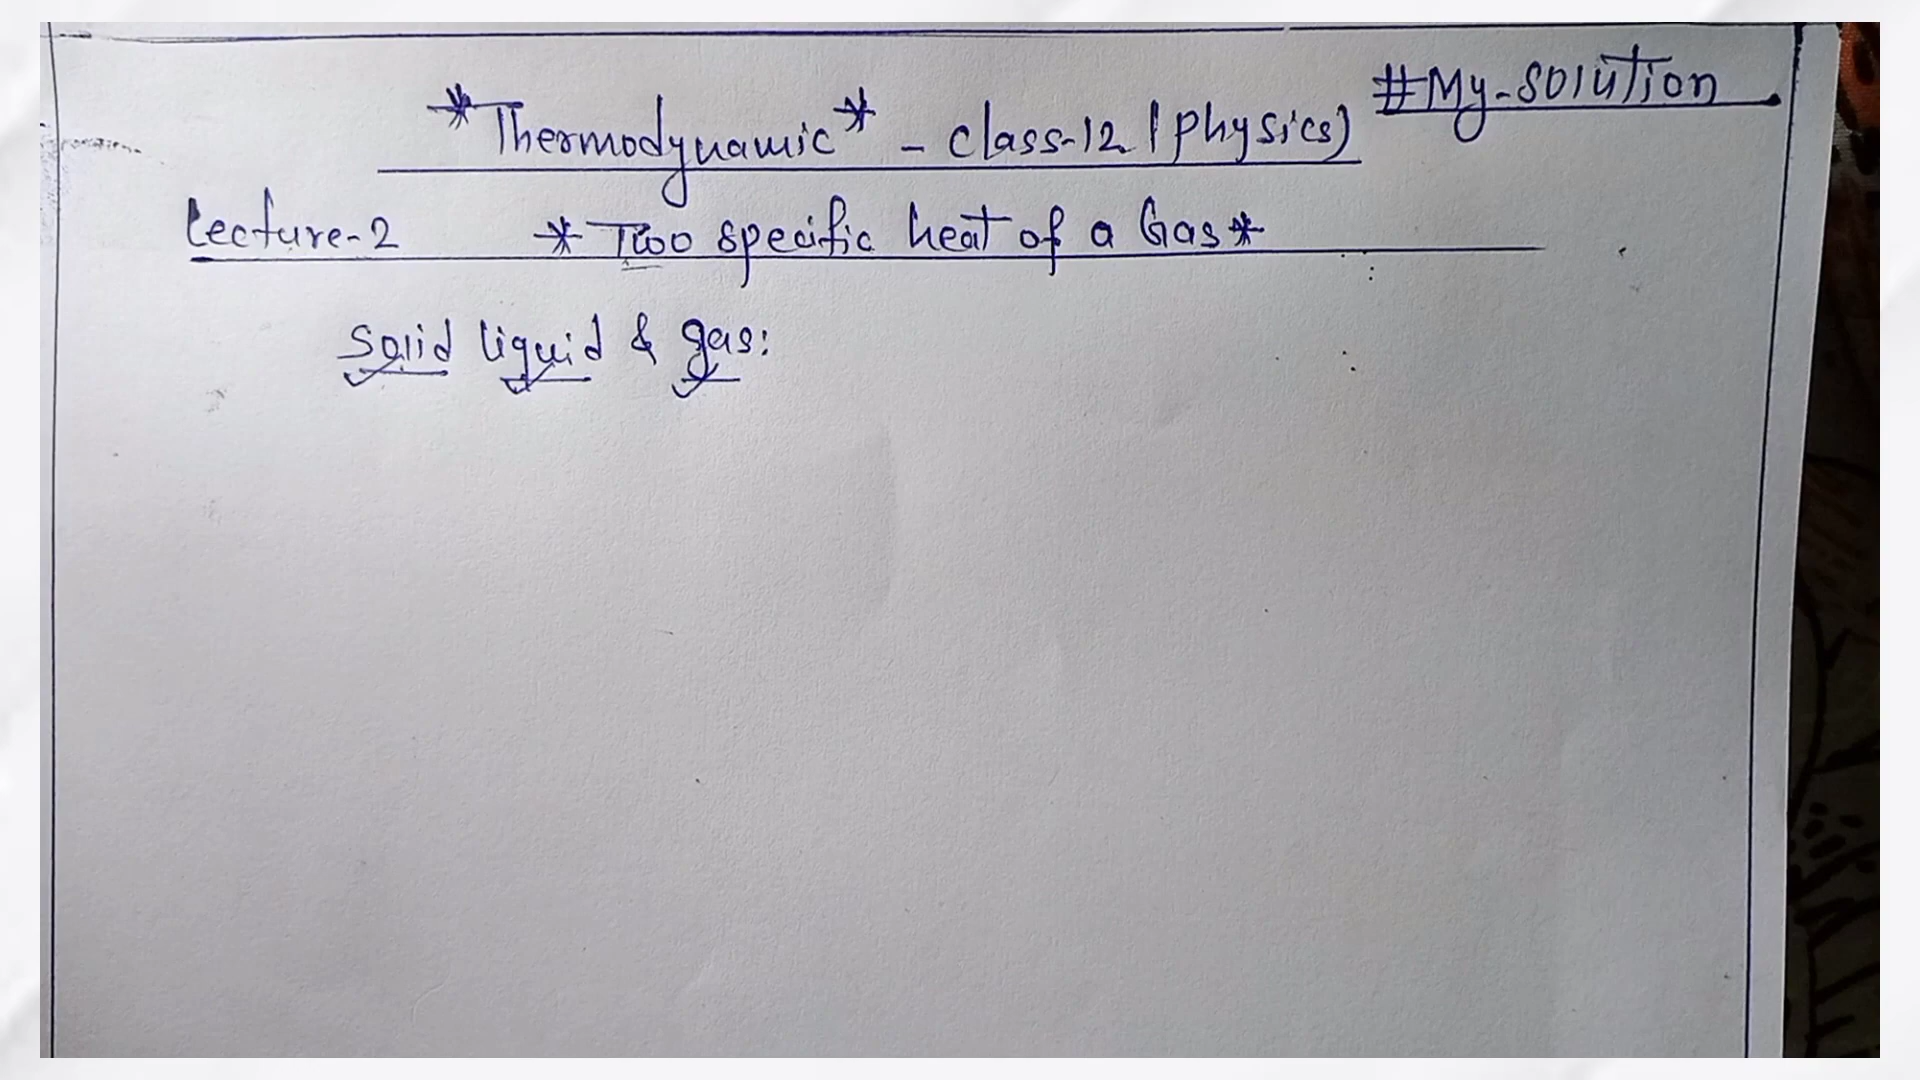 #My-Solution
*Thermodynamic* - class-12 (physics)
Lecture-2 *Two specific heat of a Gas*
Solid liquid & gas: